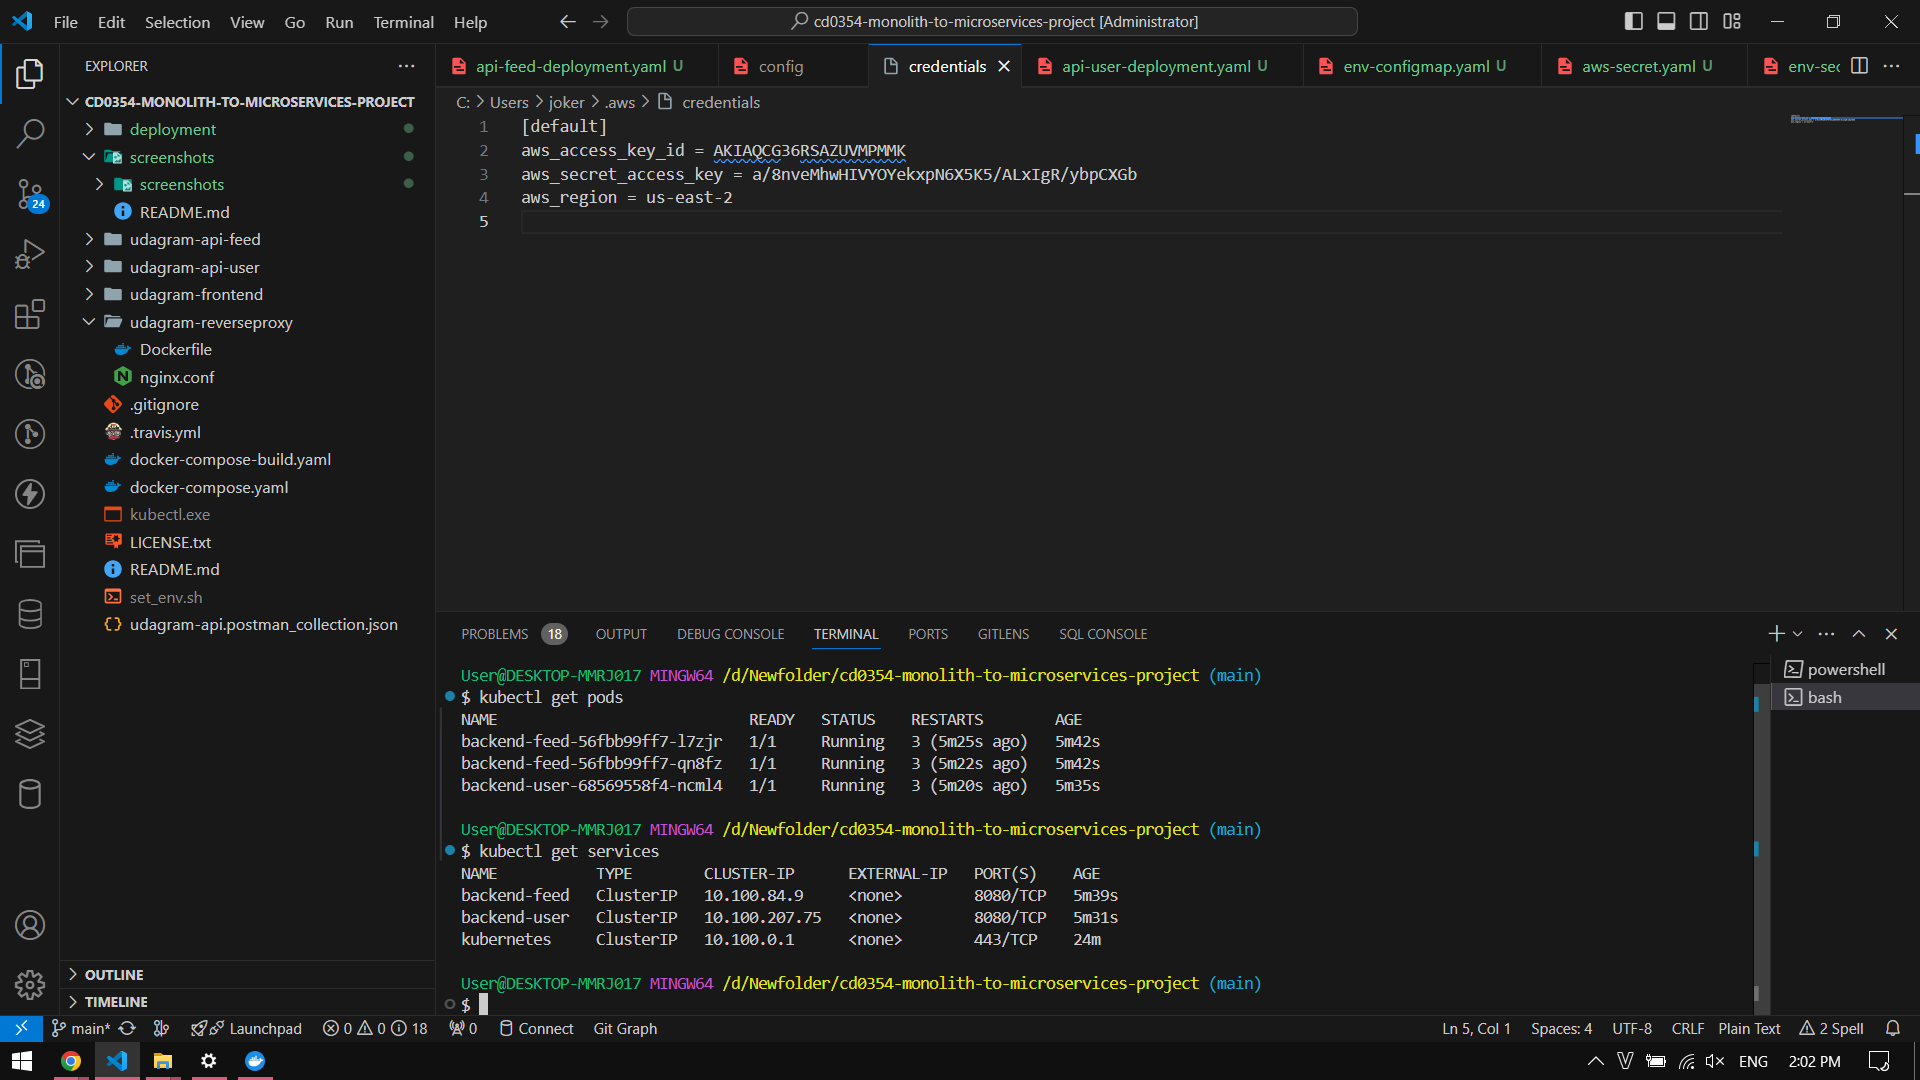 File Edit Selection View Go Run Terminal Help
cd0354-monolith-to-microservices-project [Administrator]
EXPLORER
CD0354-MONOLITH-TO-MICROSERVICES-PROJECT
deployment
screenshots
screenshots
README.md
udagram-api-feed
udagram-api-user
udagram-frontend
udagram-reverseproxy
Dockerfile
nginx.conf
.gitignore
.travis.yml
docker-compose-build.yaml
docker-compose.yaml
kubectl.exe
LICENSE.txt
README.md
set_env.sh
udagram-api.postman_collection.json
OUTLINE
TIMELINE
24
api-feed-deployment.yaml U config credentials api-user-deployment.yaml U env-configmap.yaml U aws-secret.yaml U env-sec
C: > Users > joker > .aws > credentials
1 [default]
2 aws_access_key_id = AKIAQCG36RSAZUVMPMMK
3 aws_secret_access_key = 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
4 aws_region = us-east-2
5
PROBLEMS 18 OUTPUT DEBUG CONSOLE TERMINAL PORTS GITLENS SQL CONSOLE
powershell
bash
User@DESKTOP-MMRJ017 MINGW64 /d/Newfolder/cd0354-monolith-to-microservices-project (main)
$ kubectl get pods
NAME READY STATUS RESTARTS AGE
backend-feed-56fbb99ff7-l7zjr 1/1 Running 3 (5m25s ago) 5m42s
backend-feed-56fbb99ff7-qn8fz 1/1 Running 3 (5m22s ago) 5m42s
backend-user-68569558f4-ncml4 1/1 Running 3 (5m20s ago) 5m35s
User@DESKTOP-MMRJ017 MINGW64 /d/Newfolder/cd0354-monolith-to-microservices-project (main)
$ kubectl get services
NAME TYPE CLUSTER-IP EXTERNAL-IP PORT(S) AGE
backend-feed ClusterIP 10.100.84.9 <none> 8080/TCP 5m39s
backend-user ClusterIP 10.100.207.75 <none> 8080/TCP 5m31s
kubernetes ClusterIP 10.100.0.1 <none> 443/TCP 24m
User@DESKTOP-MMRJ017 MINGW64 /d/Newfolder/cd0354-monolith-to-microservices-project (main)
$
main* Launchpad 0 0 18 0 Connect Git Graph Ln 5, Col 1 Spaces: 4 UTF-8 CRLF Plain Text 2 Spell
ENG 2:02 PM